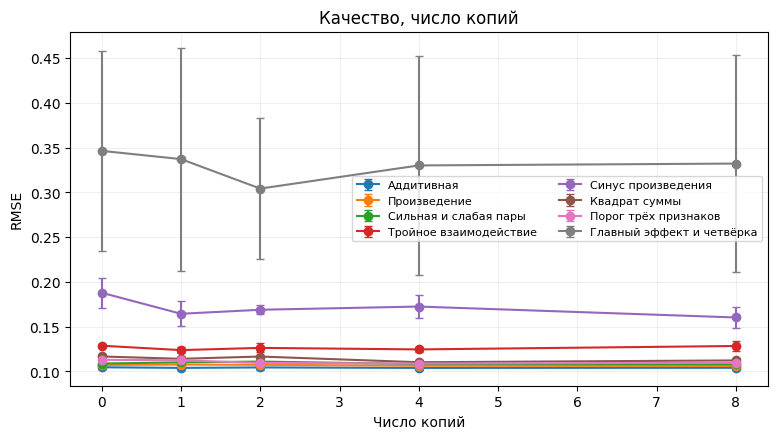 Качество, число копий
RMSE
0.45
0.40
0.35
0.30
0.25
0.20
0.15
0.10
Аддитивная
Произведение
Сильная и слабая пары
Тройное взаимодействие
Синус произведения
Квадрат суммы
Порог трёх признаков
Главный эффект и четвёрка
0 1 2 3 4 5 6 7 8
Число копий